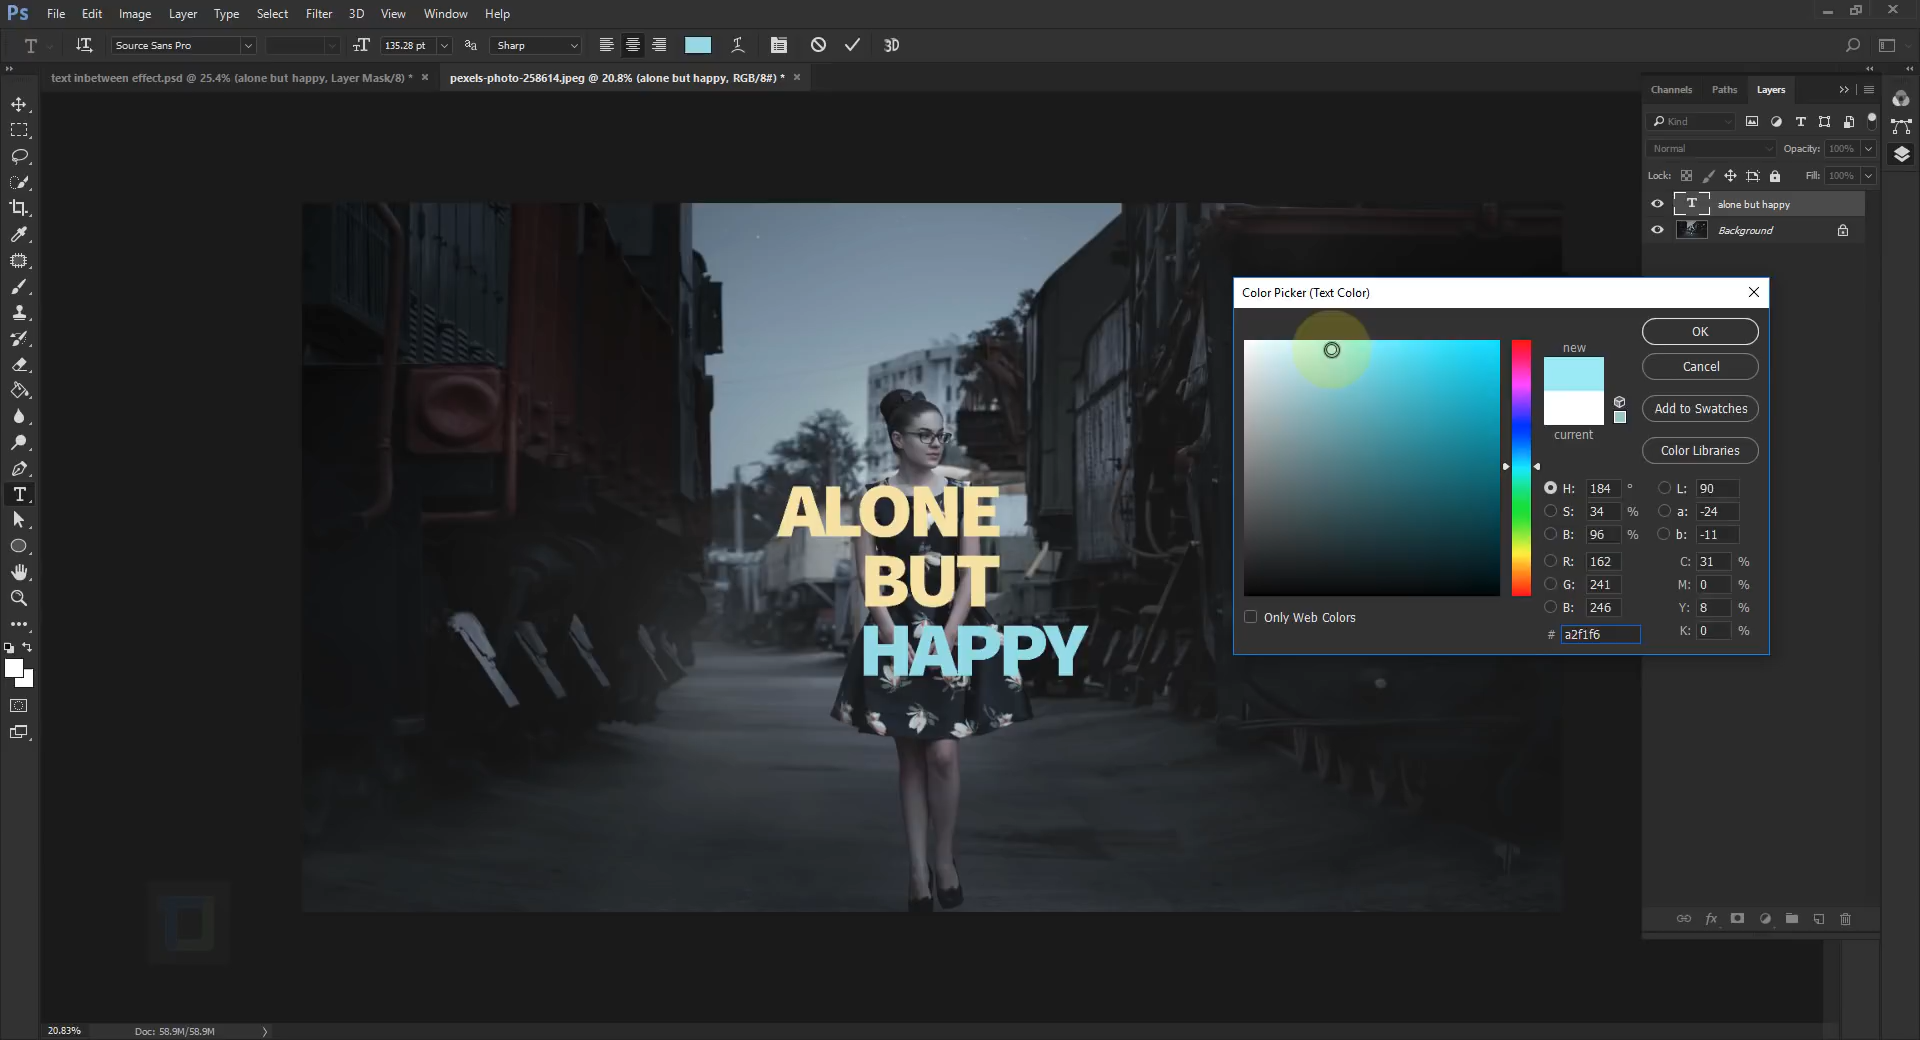 Ps File Edit Image Layer Type Select Filter 3D View Window Help
T Source Sans Pro 135.28 pt Sharp 3D
text inbetween effect.psd @ 25.4% (alone but happy, Layer Mask/8) * × pexels-photo-258614.jpeg @ 20.8% (alone but happy, RGB/8#) * ×
Channels Paths Layers
Kind
Normal Opacity: 100%
Lock: Fill: 100%
T alone but happy
Background
Color Picker (Text Color)
new
current
OK
Cancel
Add to Swatches
Color Libraries
H: 184 ° L: 90
S: 34 % a: -24
B: 96 % b: -11
R: 162 C: 31 %
G: 241 M: 0 %
B: 246 Y: 8 %
# a2f1f6 K: 0 %
Only Web Colors
ALONE
BUT
HAPPY
fx
20.83% Doc: 58.9M/58.9M